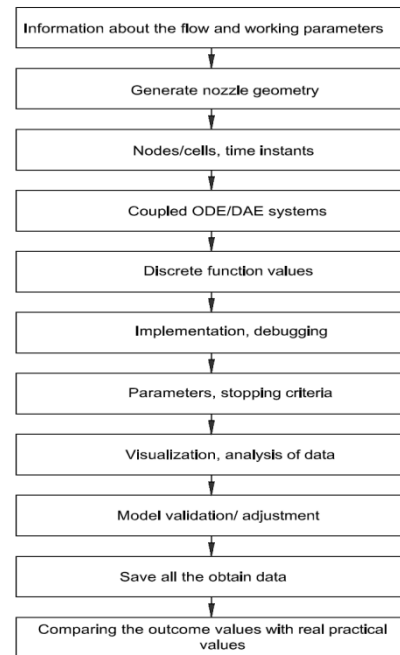 Information about the flow and working parameters
Generate nozzle geometry
Nodes/cells, time instants
Coupled ODE/DAE systems
Discrete function values
Implementation, debugging
Parameters, stopping criteria
Visualization, analysis of data
Model validation/ adjustment
Save all the obtain data
Comparing the outcome values with real practical
values